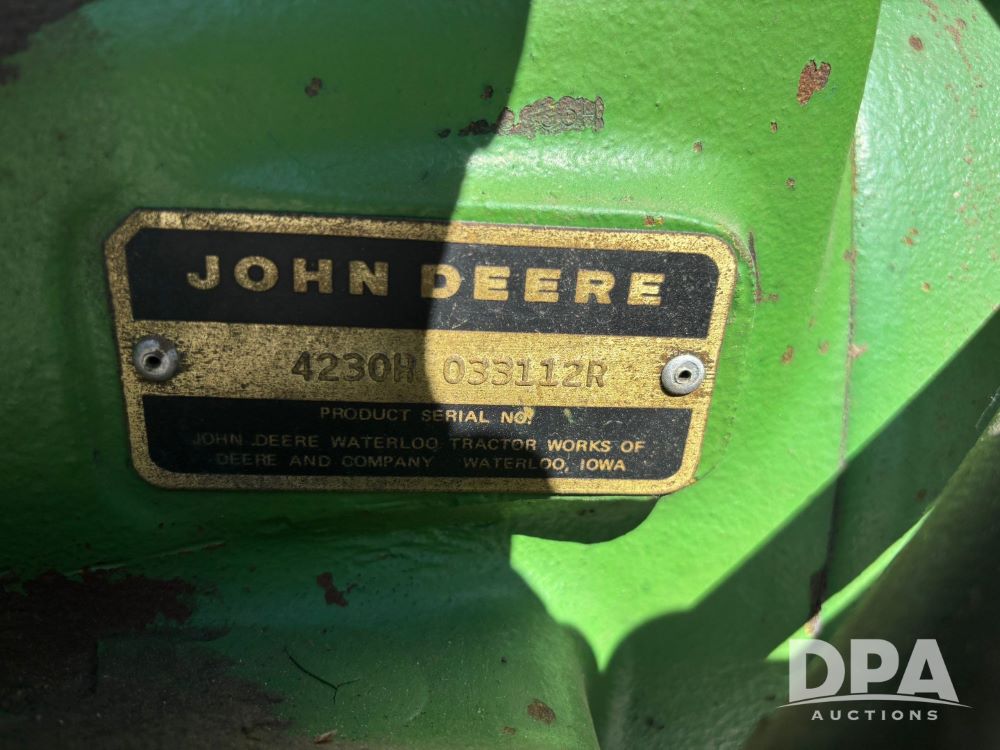 JOHN DEERE
4230H 033112R
PRODUCT SERIAL NO.
JOHN DEERE WATERLOO TRACTOR WORKS OF
DEERE AND COMPANY WATERLOO, IOWA
DPA
AUCTIONS